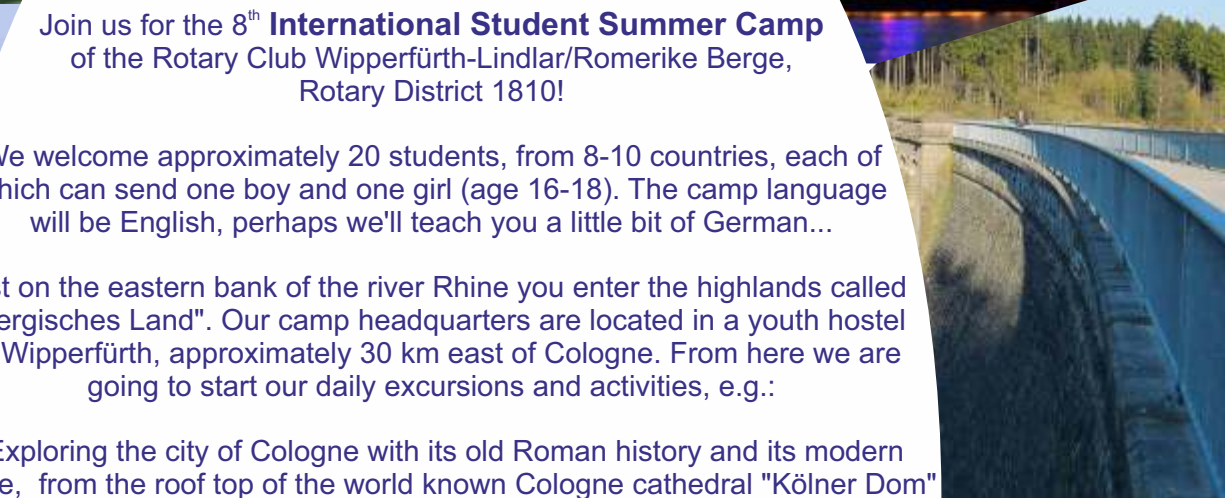 Join us for the 8th International Student Summer Camp
of the Rotary Club Wipperfürth-Lindlar/Romerike Berge,
Rotary District 1810!
We welcome approximately 20 students, from 8-10 countries, each of
which can send one boy and one girl (age 16-18). The camp language
will be English, perhaps we'll teach you a little bit of German...
on the eastern bank of the river Rhine you enter the highlands called
ergisches Land". Our camp headquarters are located in a youth hostel
Wipperfürth, approximately 30 km east of Cologne. From here we are
going to start our daily excursions and activities, e.g.:
Exploring the city of Cologne with its old Roman history and its modern
from the roof top of the world known Cologne cathedral "Kölner Dom"